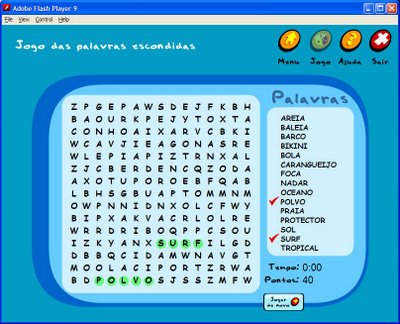 Adobe Flash Player 9
File View Control Help
Jogo das palavras escondidas
Menu Jogo Ajuda Sair
Palavras
Z P G E P A W S D E J F K B H
B A O U R K P E J Y T O X T A
C O N H O A I X A R V C B K I
W C A V J I E A G O N A S R E
W L E P I A P I Z T R N X A L
Z J C B E R D E N C Q Z O D A
A X O T U P O R O E B F Q A B
L B H S G B U A P T O M M N M
O W P N N I D N X O L C F W Y
B I P X A K V A C R L O L R E
W R R D R I B O Q P P C S O U
I Z K Y A N X S U R F I L G D
D B B Q C I D A M W N A V G T
M O O L A C I P O R T Z R W A
B D P O L V O S J S S Z M F W
AREIA
BALEIA
BARCO
BIKINI
BOLA
CARANGUEIJO
FOCA
NADAR
OCEANO
POLVO
PRAIA
PROTECTOR
SOL
SURF
TROPICAL
Tempo: 0:00
Pontos: 40
Jogar de novo